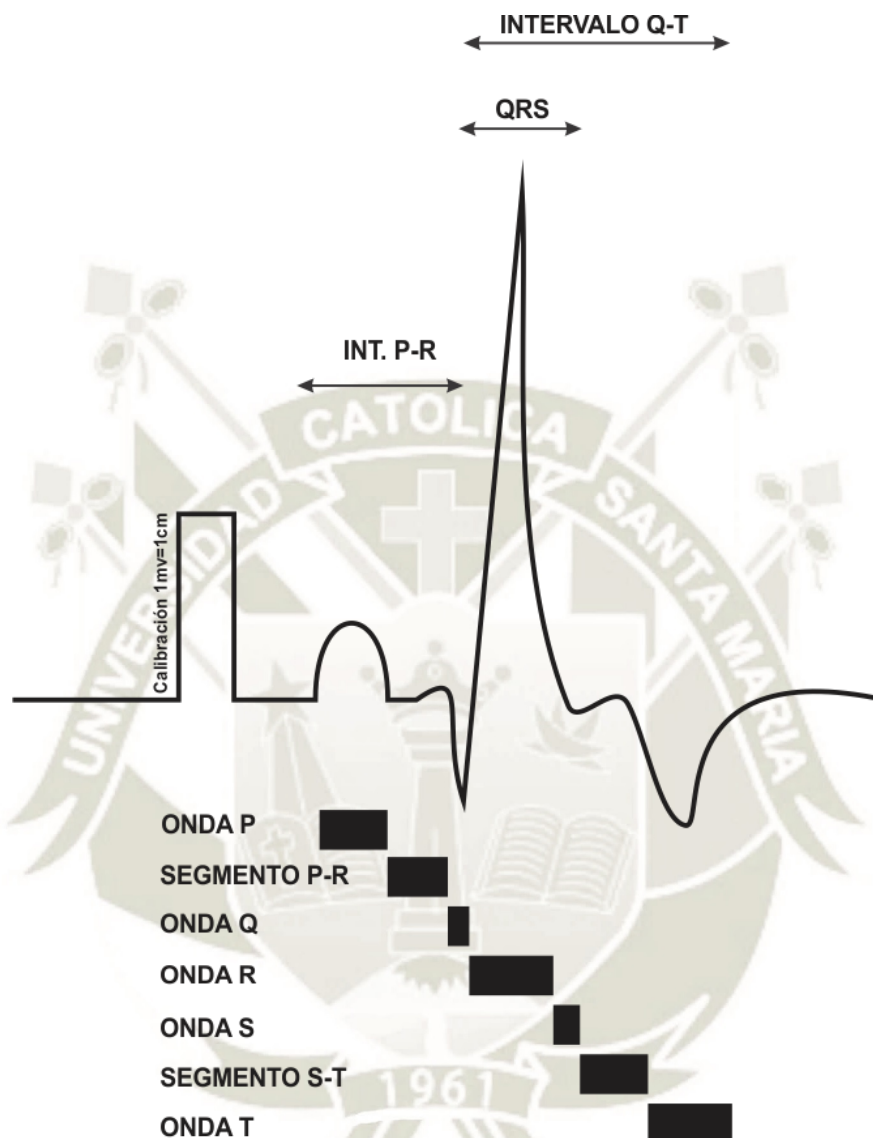 INTERVALO Q-T
QRS
INT. P-R
CATOLICA
UNIVERSIDAD
SANTA MARIA
Calibración 1mv=1cm
ONDA P
SEGMENTO P-R
ONDA Q
ONDA R
ONDA S
SEGMENTO S-T
1961
ONDA T